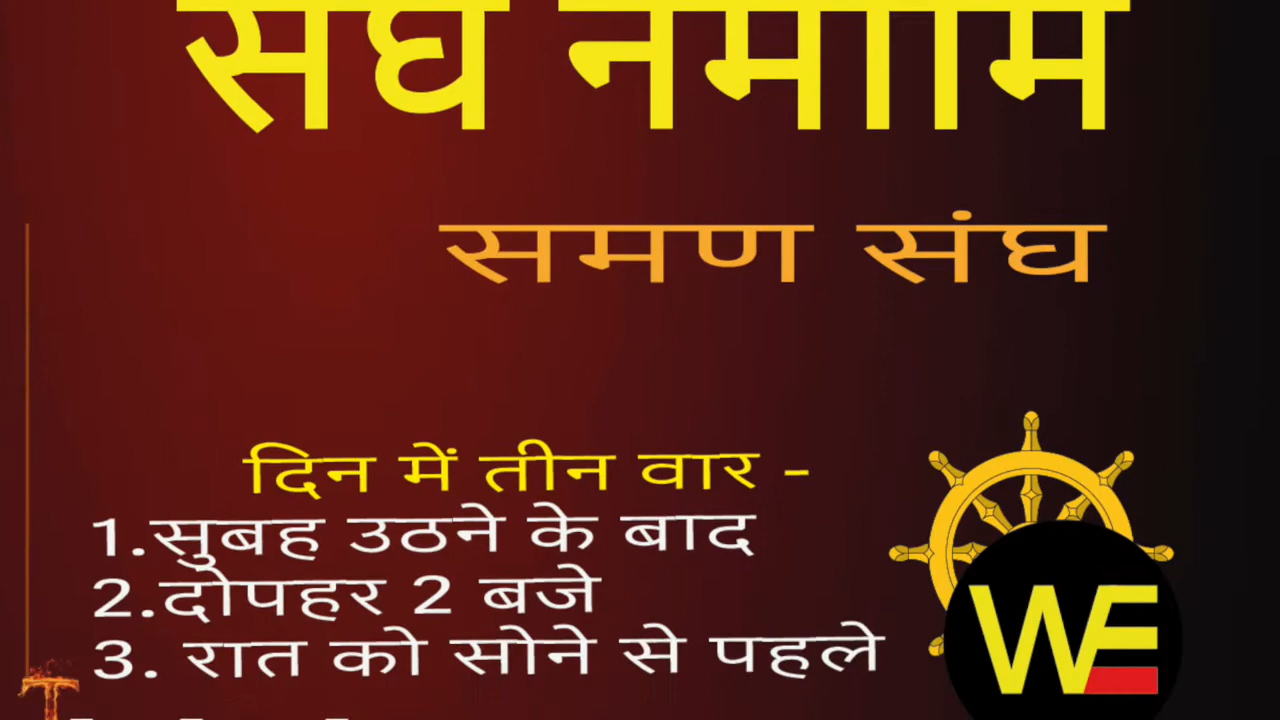 संघ नमामि
समण संघ
दिन में तीन वार -
1.सुबह उठने के बाद
2.दोपहर 2 बजे
3. रात को सोने से पहले
WE